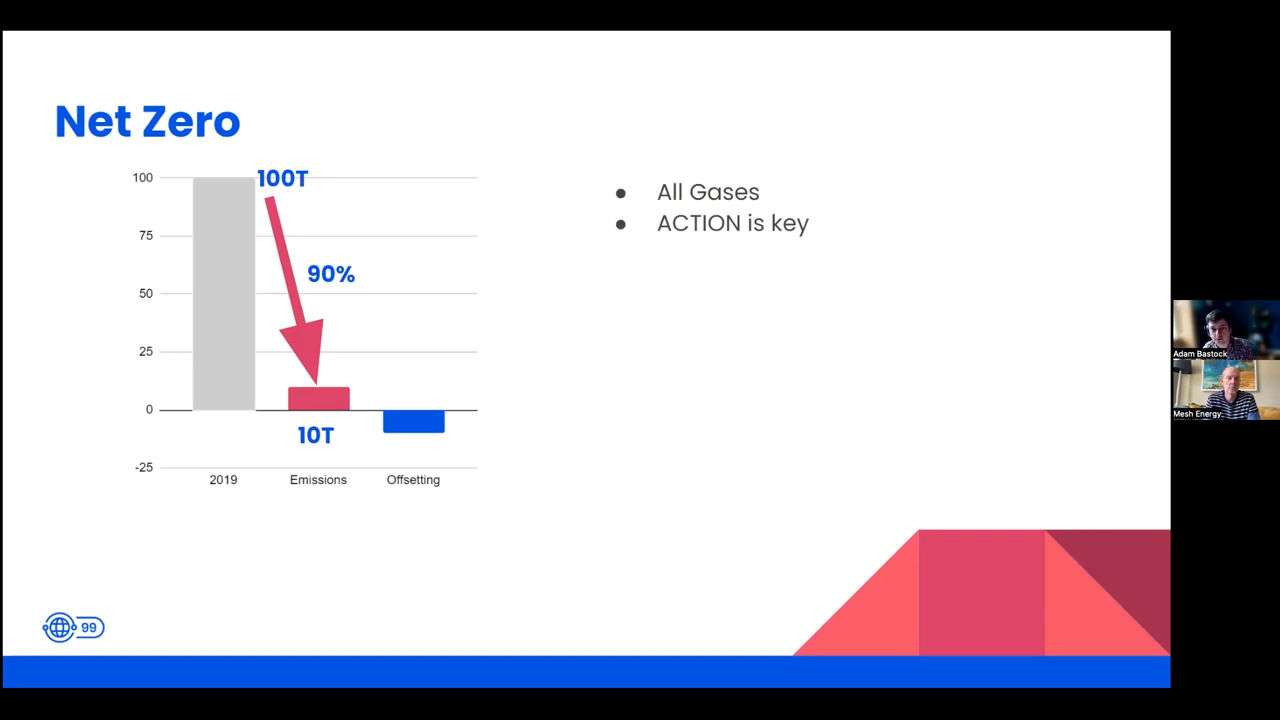 Net Zero
100
100T
75
90%
50
25
0
10T
-25
2019
Emissions
Offsetting
● All Gases
● ACTION is key
Adam Bastock
Mesh Energy
99